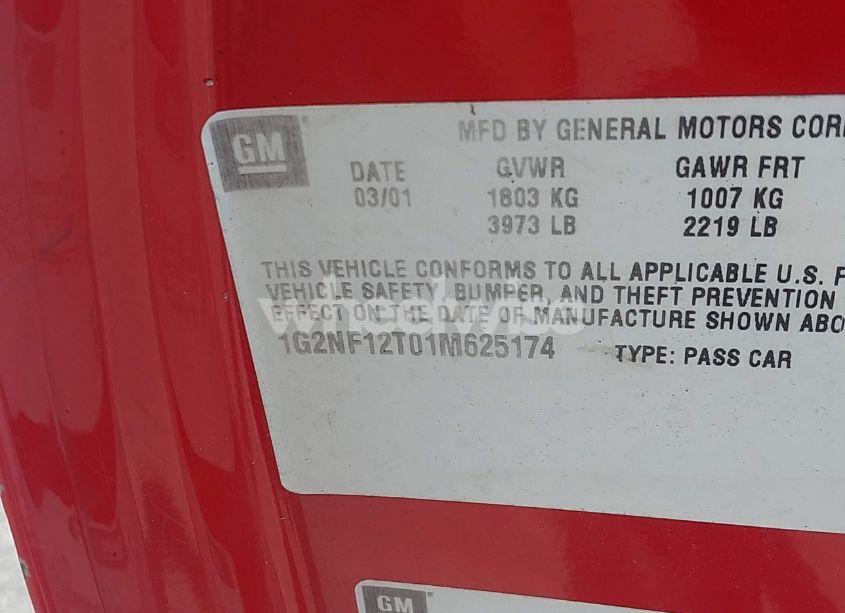 GM
MFD BY GENERAL MOTORS
DATE GVWR GAWR FRT
03/01 1803 KG 1007 KG
3973 LB 2219 LB
THIS VEHICLE CONFORMS TO ALL APPLICABLE U.S.
VEHICLE SAFETY, BUMPER, AND THEFT PREVENTION
EFFECT ON THE DATE OF MANUFACTURE SHOWN
1G2NF12T01M625174 TYPE: PASS CAR
GM